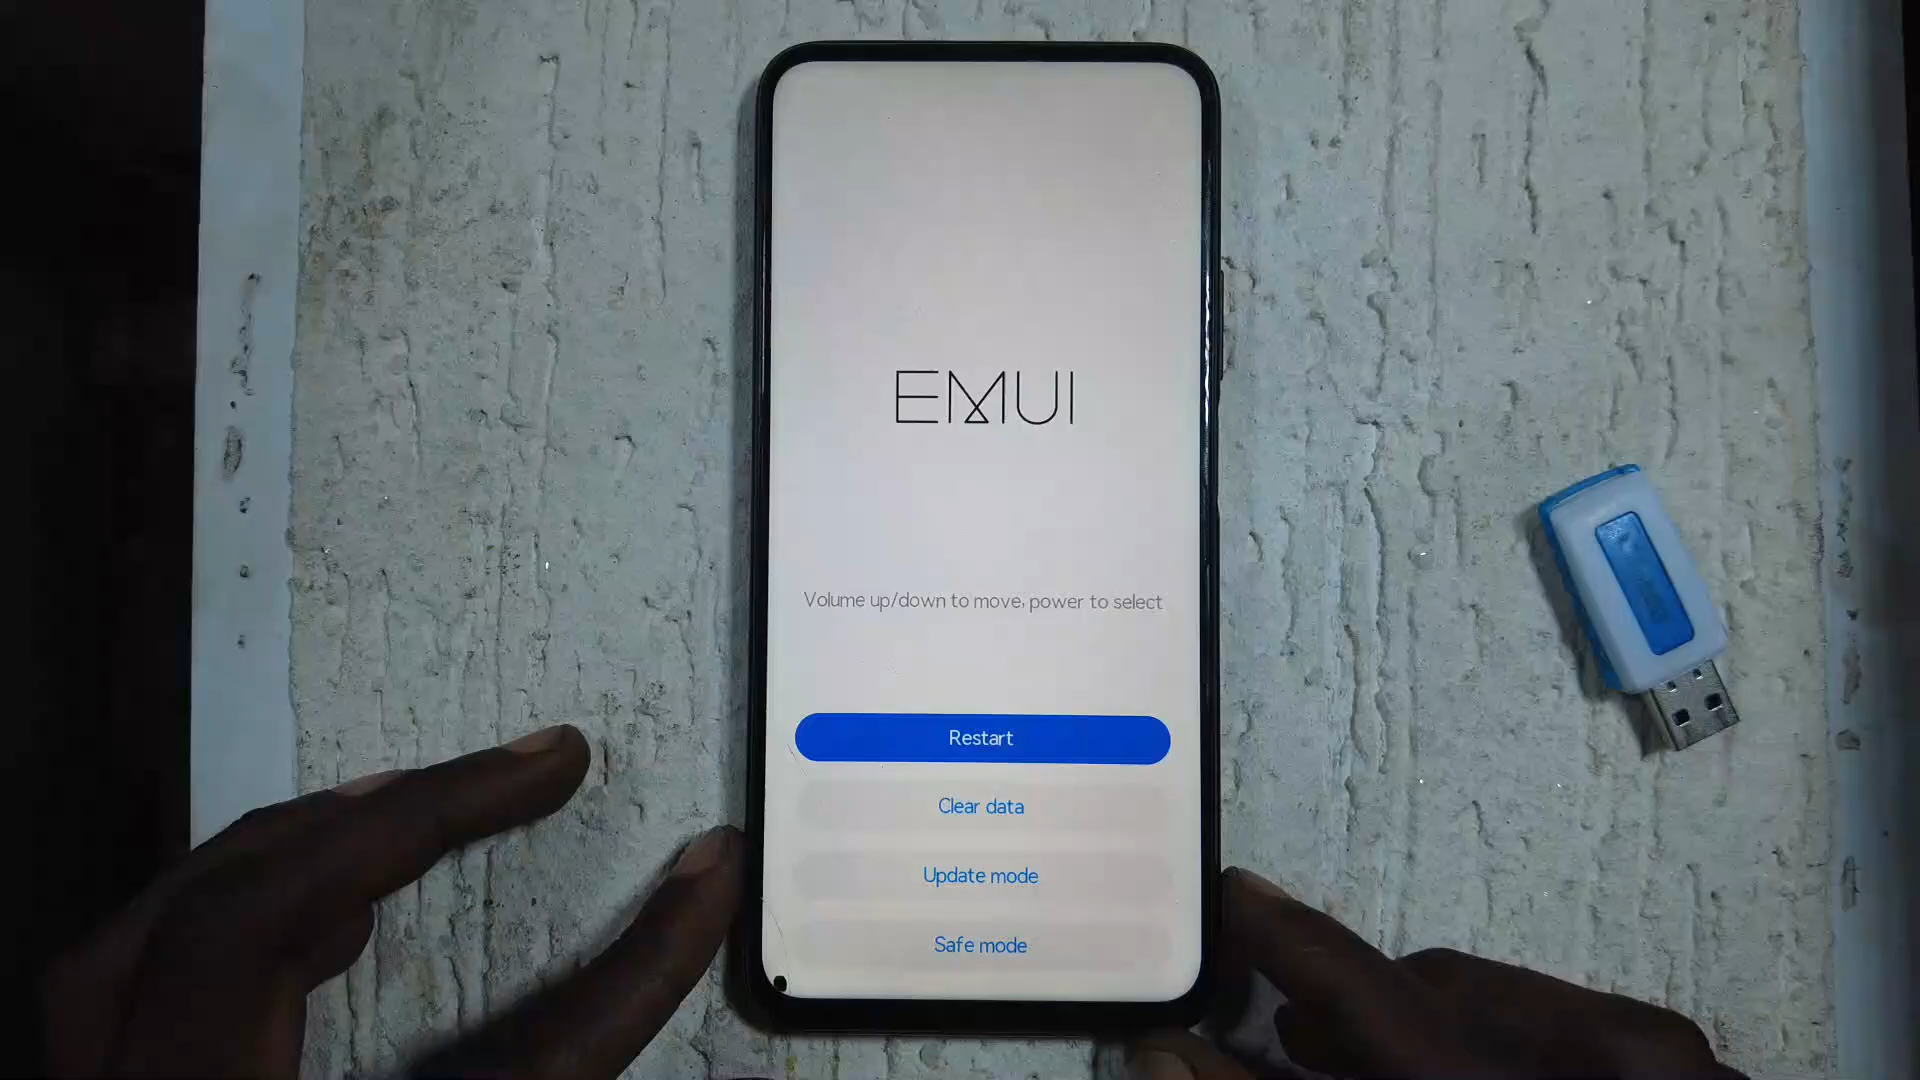 EMUI
Volume up/down to move, power to select
Restart
Clear data
Update mode
Safe mode